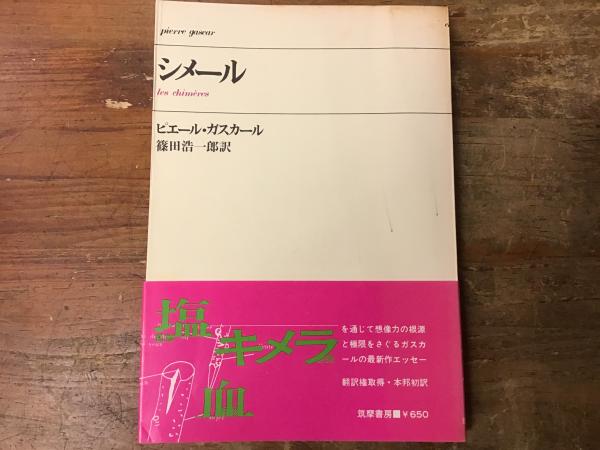 pierre gascar
シメール
les chimères
ピエール・ガスカール
篠田浩一郎訳
塩
キメラ
血
を通じて想像力の根源
と極限をさぐるガスカ
ールの最新作エッセー
翻訳権取得・本邦初訳
筑摩書房■￥650